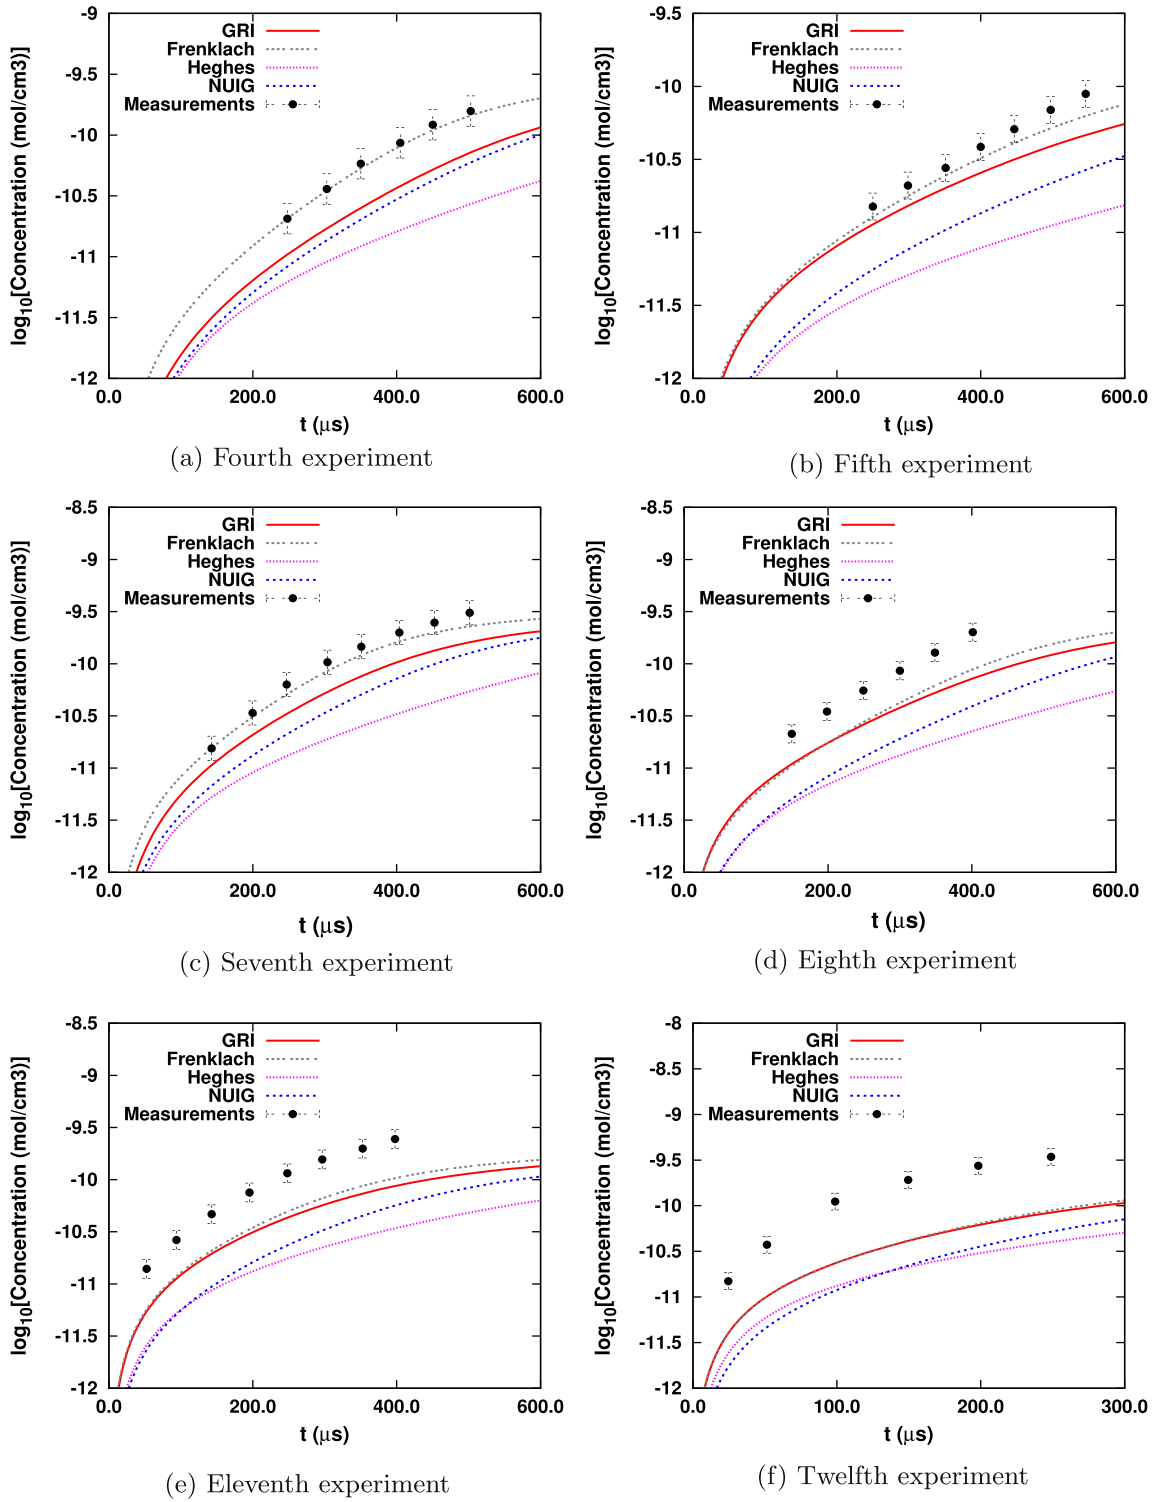 -9
-9.5
-10
-10.5
-11
-11.5
-12
0.0 200.0 400.0 600.0
log10[Concentration (mol/cm3)]
t (μs)
GRI
Frenklach
Heghes
NUIG
Measurements
(a) Fourth experiment
-9.5
-10
-10.5
-11
-11.5
-12
0.0 200.0 400.0 600.0
log10[Concentration (mol/cm3)]
t (μs)
GRI
Frenklach
Heghes
NUIG
Measurements
(b) Fifth experiment
-8.5
-9
-9.5
-10
-10.5
-11
-11.5
-12
0.0 200.0 400.0 600.0
log10[Concentration (mol/cm3)]
t (μs)
GRI
Frenklach
Heghes
NUIG
Measurements
(c) Seventh experiment
-8.5
-9
-9.5
-10
-10.5
-11
-11.5
-12
0.0 200.0 400.0 600.0
log10[Concentration (mol/cm3)]
t (μs)
GRI
Frenklach
Heghes
NUIG
Measurements
(d) Eighth experiment
-8.5
-9
-9.5
-10
-10.5
-11
-11.5
-12
0.0 200.0 400.0 600.0
log10[Concentration (mol/cm3)]
t (μs)
GRI
Frenklach
Heghes
NUIG
Measurements
(e) Eleventh experiment
-8
-8.5
-9
-9.5
-10
-10.5
-11
-11.5
-12
0.0 100.0 200.0 300.0
log10[Concentration (mol/cm3)]
t (μs)
GRI
Frenklach
Heghes
NUIG
Measurements
(f) Twelfth experiment